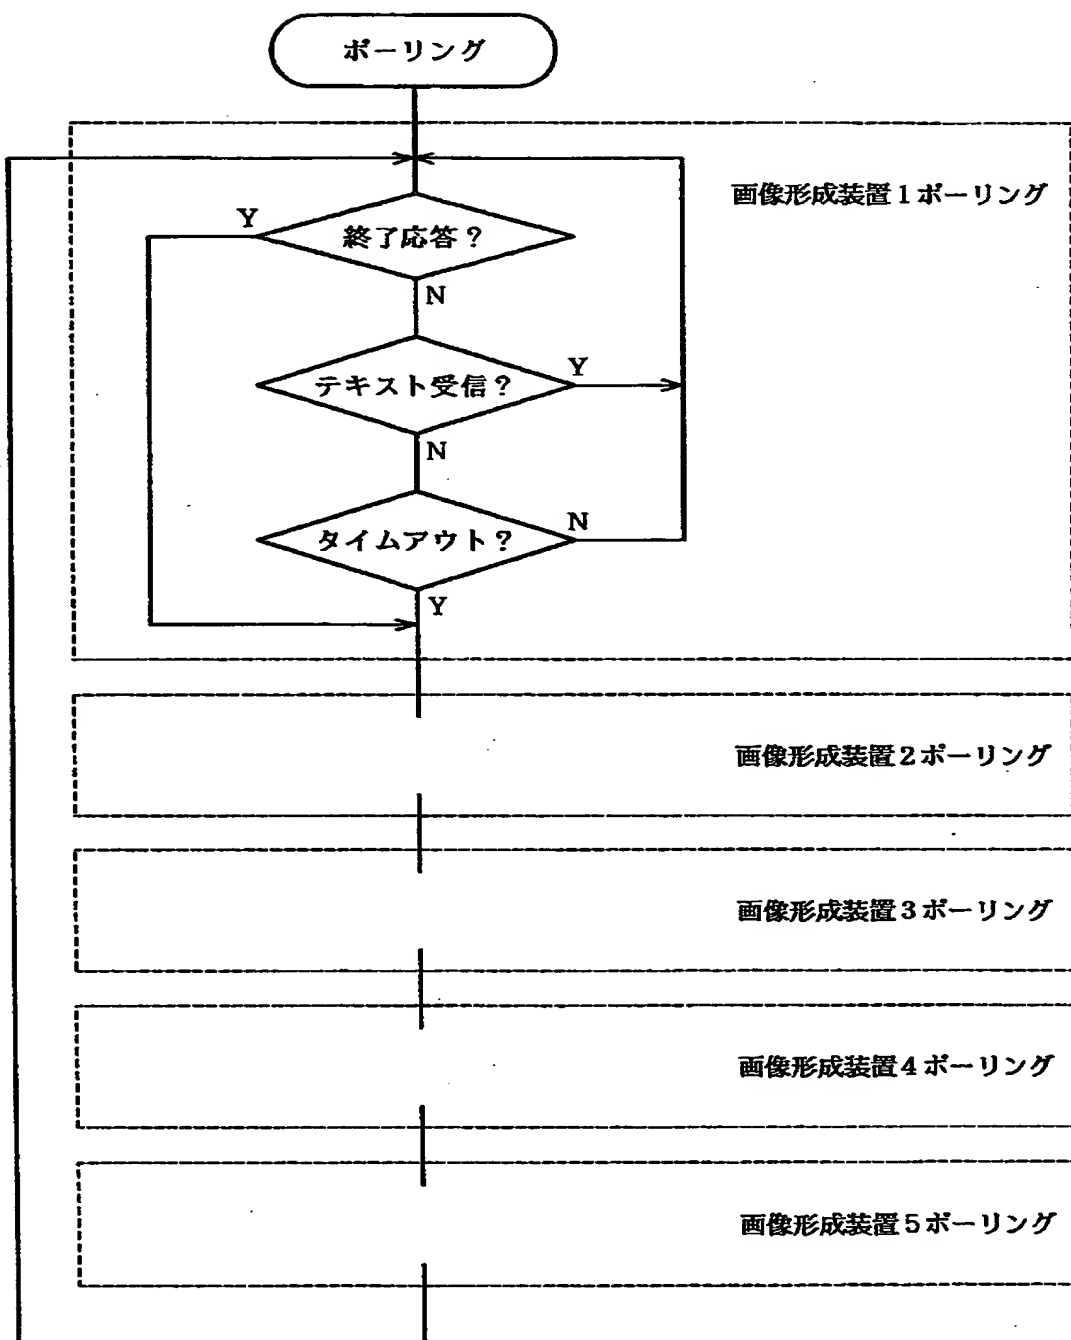 ポーリング
画像形成装置1ポーリング
Y
終了応答?
N
テキスト受信?
Y
N
タイムアウト?
N
Y
画像形成装置2ポーリング
画像形成装置3ポーリング
画像形成装置4ポーリング
画像形成装置5ポーリング